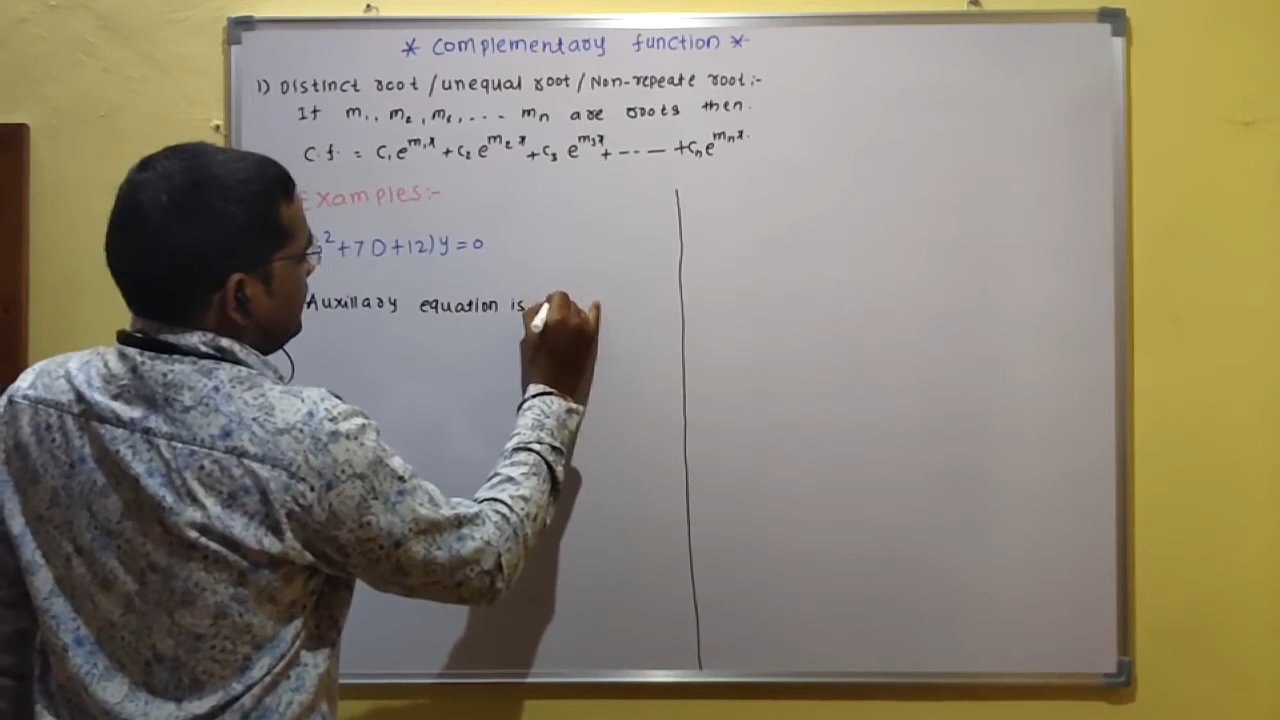 * Complementary function *
1) Distinct root / unequal root / Non-repeate root :-
If m₁, m₂, m₃, .... mₙ are roots then.
C.f. = C₁e^m₁x + C₂e^m₂x + C₃e^m₃x + ---- + Cₙe^mₙx.
Examples:-
² + 7D + 12) y = 0
Auxillary equation is